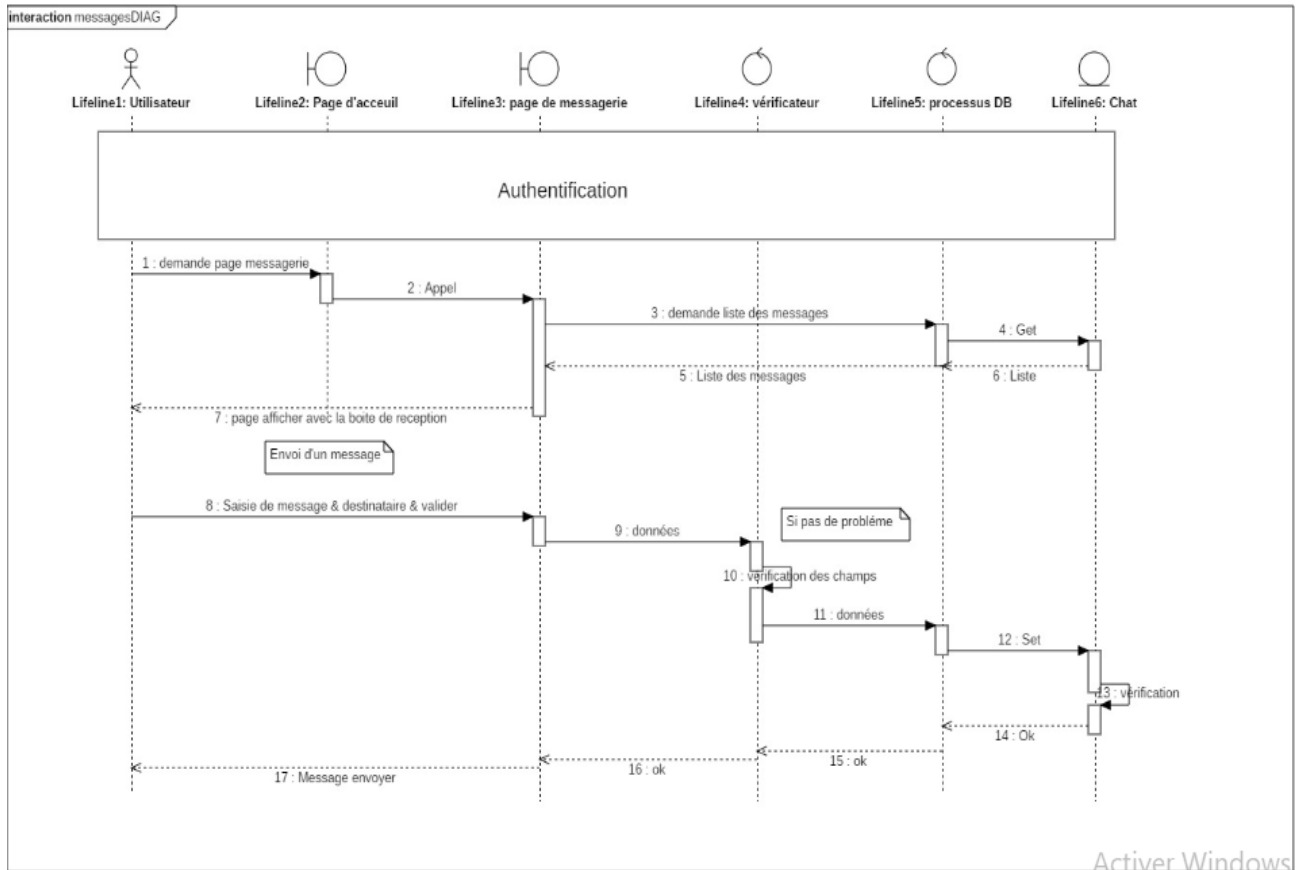 interaction messagesDIAG
Lifeline1: Utilisateur
Lifeline2: Page d'acceuil
Lifeline3: page de messagerie
Lifeline4: vérificateur
Lifeline5: processus DB
Lifeline6: Chat
Authentification
1 : demande page messagerie
2 : Appel
3 : demande liste des messages
4 : Get
5 : Liste des messages
6 : Liste
7 : page afficher avec la boite de reception
Envoi d'un message
8 : Saisie de message & destinataire & valider
Si pas de probléme
9 : données
10 : vérification des champs
11 : données
12 : Set
13 : vérification
14 : Ok
15 : ok
16 : ok
17 : Message envoyer
Activer Windows